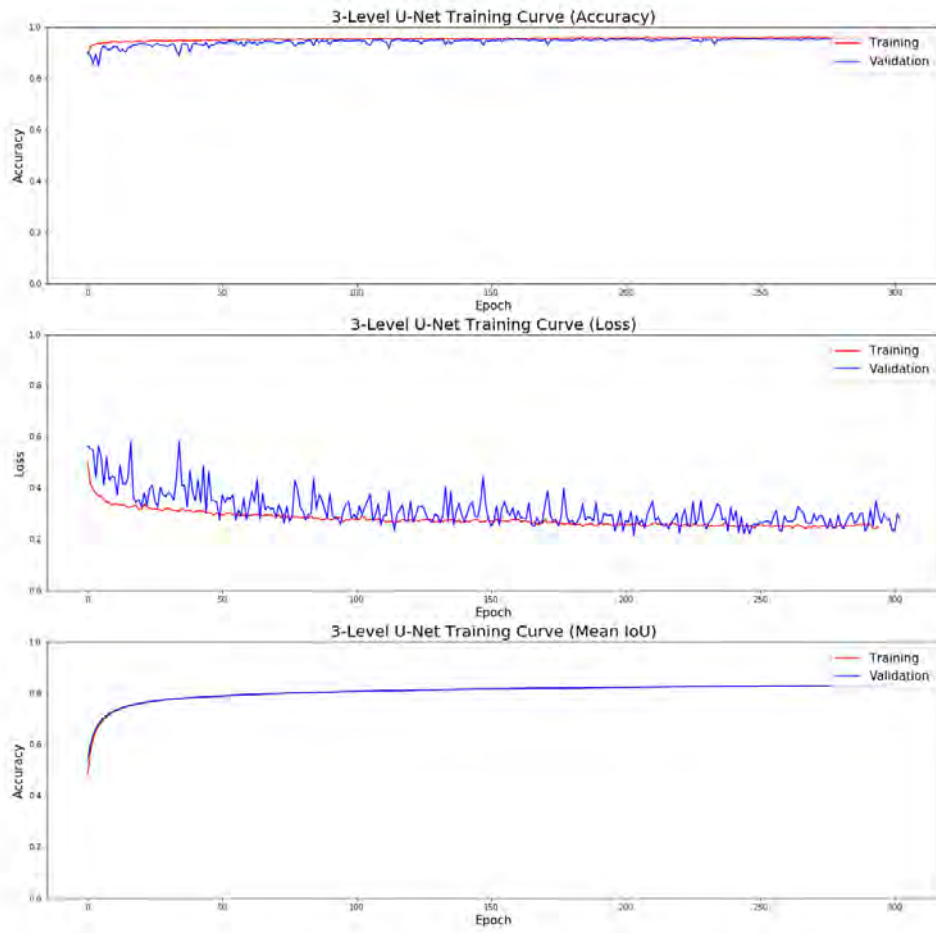 3-Level U-Net Training Curve (Accuracy)
1.0
0.8
0.6
0.4
0.2
0.0
Accuracy
0 50 100 150 200 250 300
Epoch
Training
Validation
3-Level U-Net Training Curve (Loss)
1.0
0.8
0.6
0.4
0.2
0.0
Loss
0 50 100 150 200 250 300
Epoch
Training
Validation
3-Level U-Net Training Curve (Mean IoU)
1.0
0.8
0.6
0.4
0.2
0.0
Accuracy
0 50 100 150 200 250 300
Epoch
Training
Validation